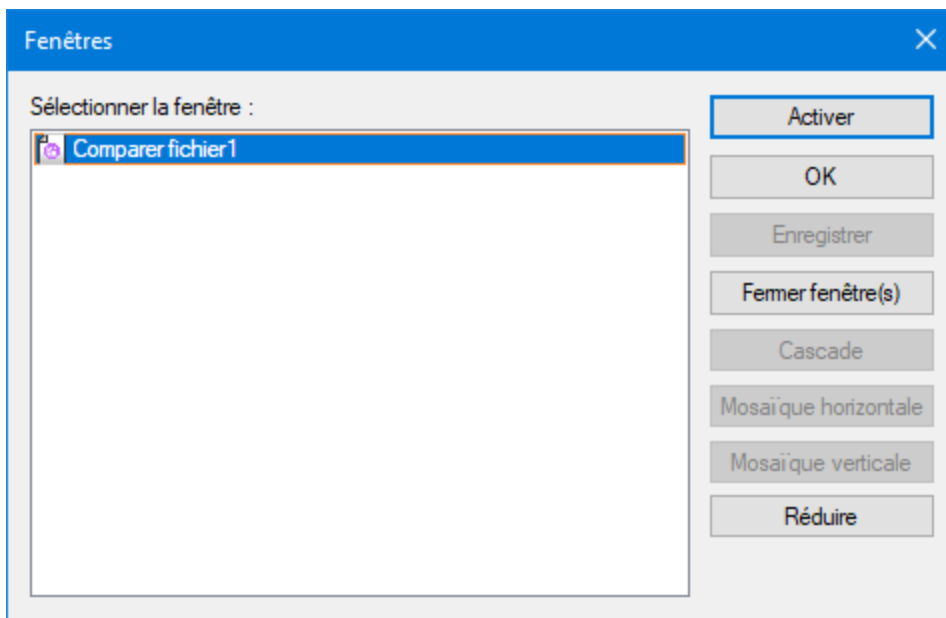 Fenêtres
Sélectionner la fenêtre :
Comparer fichier1
Activer
OK
Enregistrer
Fermer fenêtre(s)
Cascade
Mosaïque horizontale
Mosaïque verticale
Réduire